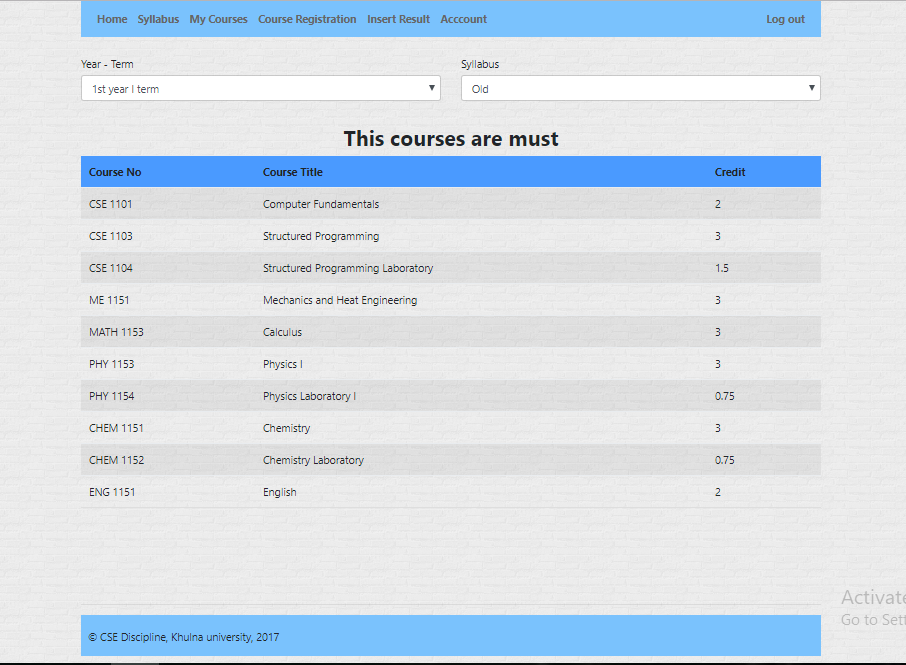 Home Syllabus My Courses Course Registration Insert Result Acccount Log out
Year - Term Syllabus
1st year I term Old
This courses are must
Course No Course Title Credit
CSE 1101 Computer Fundamentals 2
CSE 1103 Structured Programming 3
CSE 1104 Structured Programming Laboratory 1.5
ME 1151 Mechanics and Heat Engineering 3
MATH 1153 Calculus 3
PHY 1153 Physics I 3
PHY 1154 Physics Laboratory I 0.75
CHEM 1151 Chemistry 3
CHEM 1152 Chemistry Laboratory 0.75
ENG 1151 English 2
Activate
Go to Sett
© CSE Discipline, Khulna university, 2017